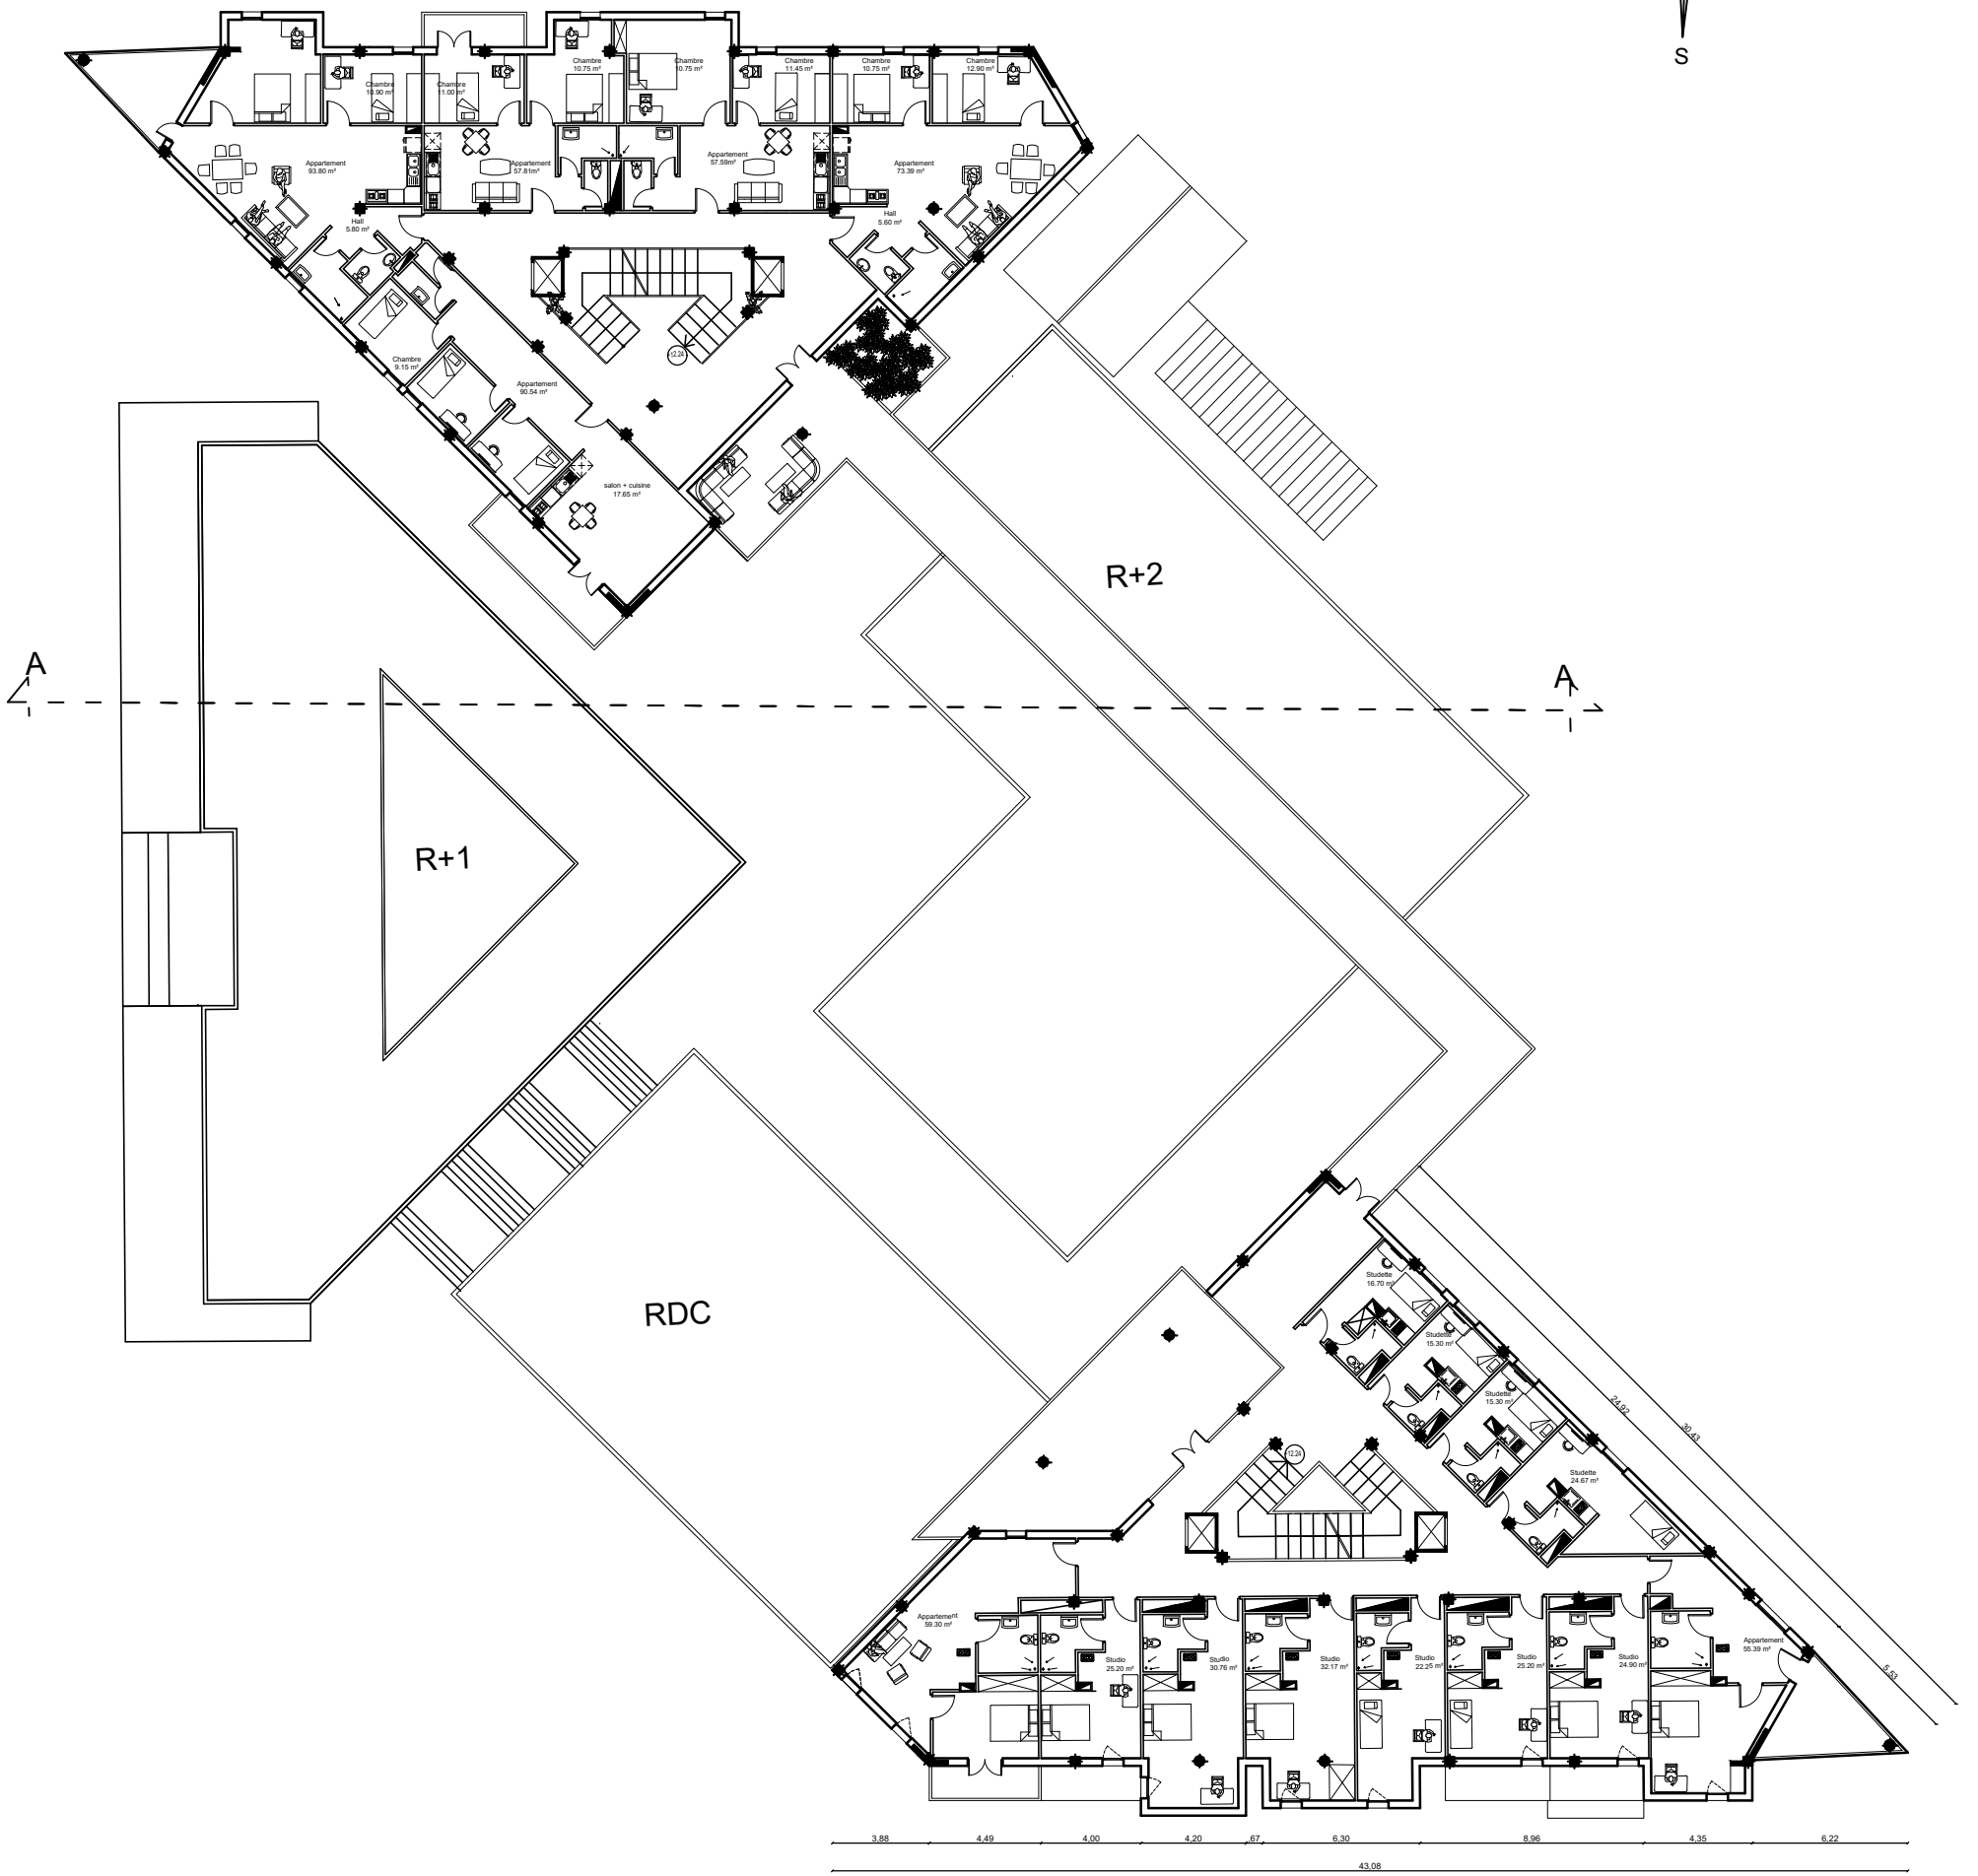 S
Chambre
10.75 m²
Chambre
10.75 m²
Chambre
11.45 m²
Chambre
10.75 m²
Chambre
12.90 m²
Chambre
10.90 m²
Chambre
11.00 m²
Appartement
93.80 m²
Appartement
57.81m²
Appartement
57.59m²
Appartement
73.39 m²
Hall
5.80 m²
Hall
5.60 m²
12.24
Chambre
9.15 m²
Appartement
90.54 m²
salon + cuisine
17.65 m²
R+2
A
A
R+1
RDC
Studette
16.70 m²
Studette
15.30 m²
Studette
15.30 m²
Studette
24.67 m²
24,92
30,43
12.24
Appartement
59.30 m²
Studio
25.20 m²
Studio
30.76 m²
Studio
32.17 m²
Studio
22.25 m²
Studio
25.20 m²
Studio
24.90 m²
Appartement
55.39 m²
5,53
3,88
4,49
4,00
4,20
,67
6,30
8,96
4,35
6,22
43,08